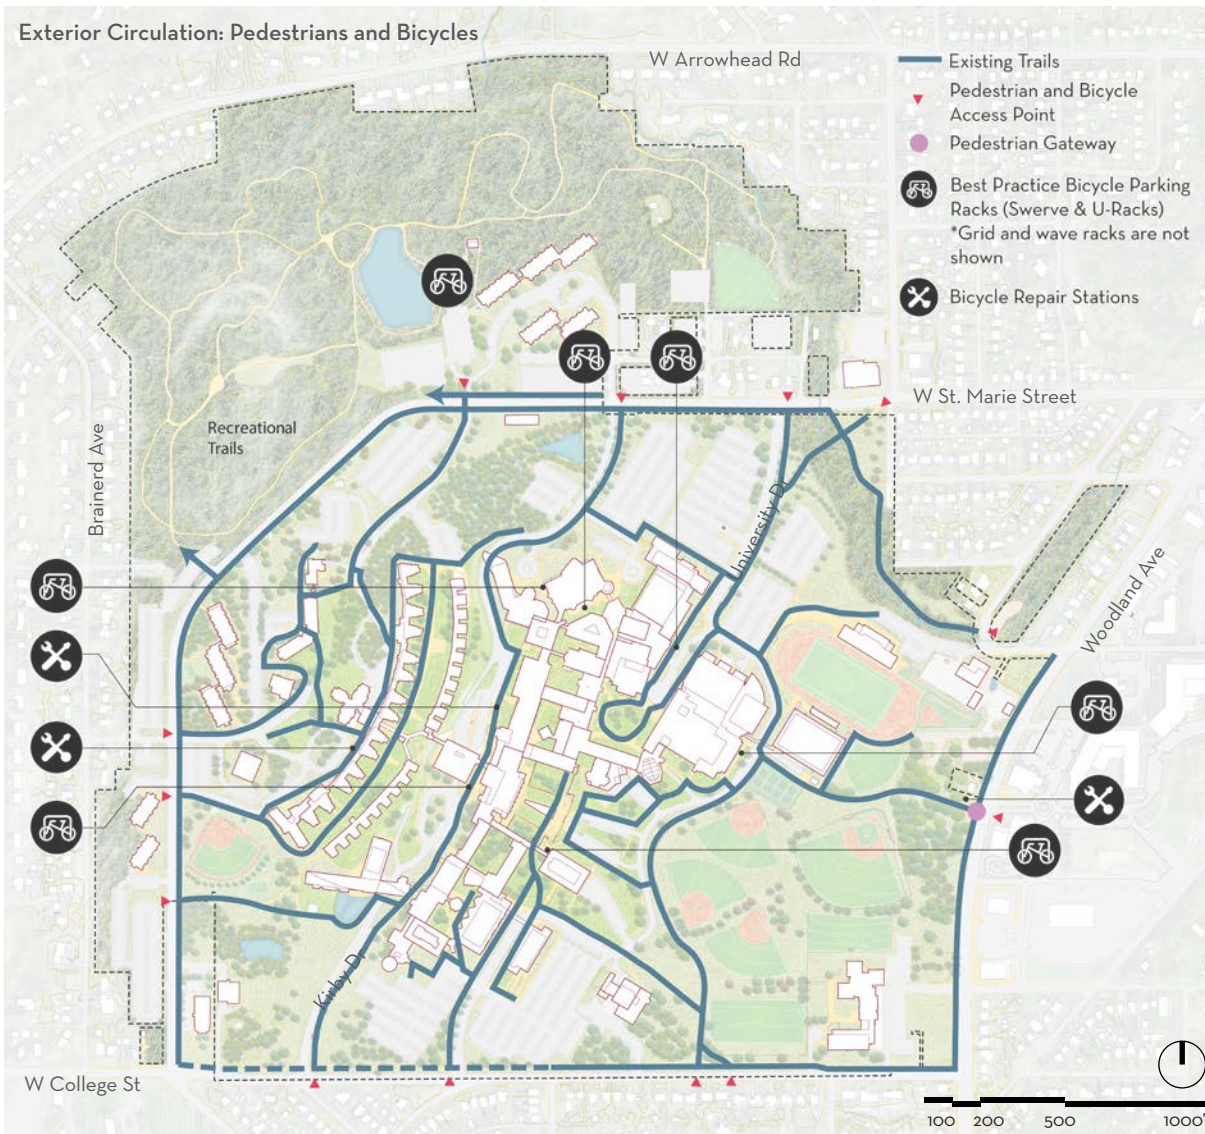 Exterior Circulation: Pedestrians and Bicycles
W Arrowhead Rd
Existing Trails
Pedestrian and Bicycle
Access Point
Pedestrian Gateway
Best Practice Bicycle Parking
Racks (Swerve & U-Racks)
*Grid and wave racks are not
shown
Bicycle Repair Stations
W St. Marie Street
Recreational
Trails
Brainerd Ave
University Dr
Woodland Ave
Kirby Dr
W College St
100 200 500 1000'